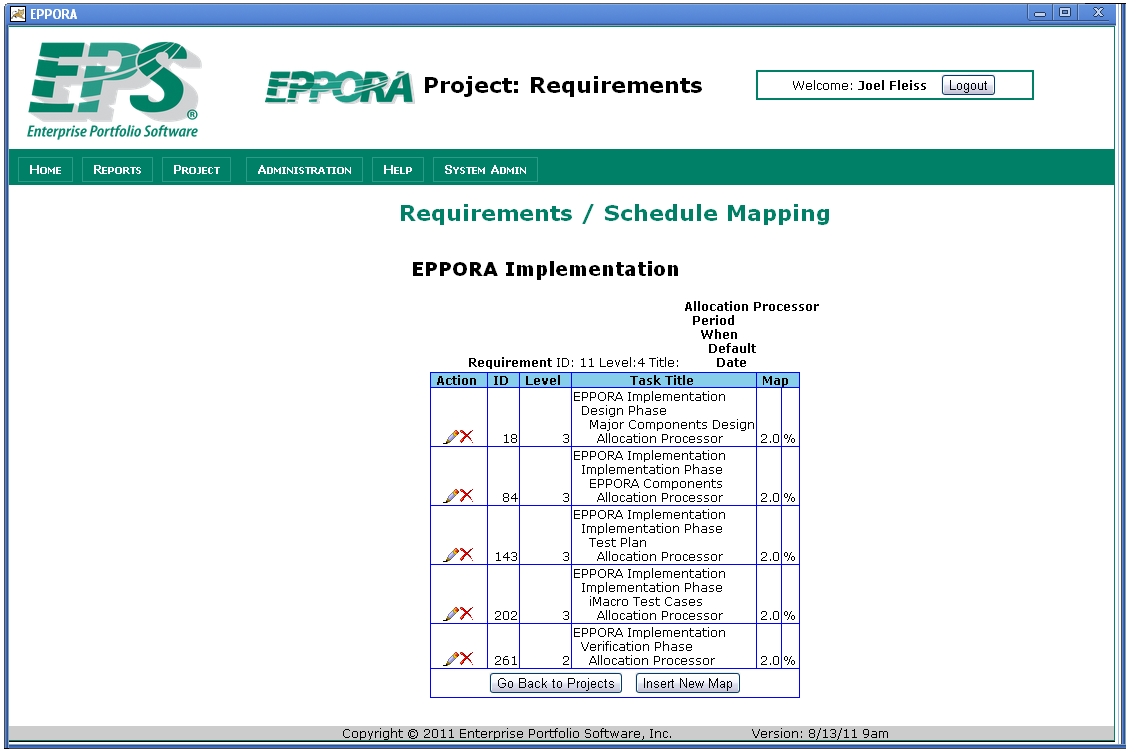 EPPORA
EPS®
Enterprise Portfolio Software
EPPORA Project: Requirements
Welcome: Joel Fleiss Logout
HOME REPORTS PROJECT ADMINISTRATION HELP SYSTEM ADMIN
Requirements / Schedule Mapping
EPPORA Implementation
Allocation Processor
Period
When
Default
Requirement ID: 11 Level:4 Title: Date
Action ID Level Task Title Map
EPPORA Implementation
Design Phase
Major Components Design
18 3 Allocation Processor 2.0 %
EPPORA Implementation
Implementation Phase
EPPORA Components
84 3 Allocation Processor 2.0 %
EPPORA Implementation
Implementation Phase
Test Plan
143 3 Allocation Processor 2.0 %
EPPORA Implementation
Implementation Phase
iMacro Test Cases
202 3 Allocation Processor 2.0 %
EPPORA Implementation
Verification Phase
261 2 Allocation Processor 2.0 %
Go Back to Projects Insert New Map
Copyright © 2011 Enterprise Portfolio Software, Inc. Version: 8/13/11 9am